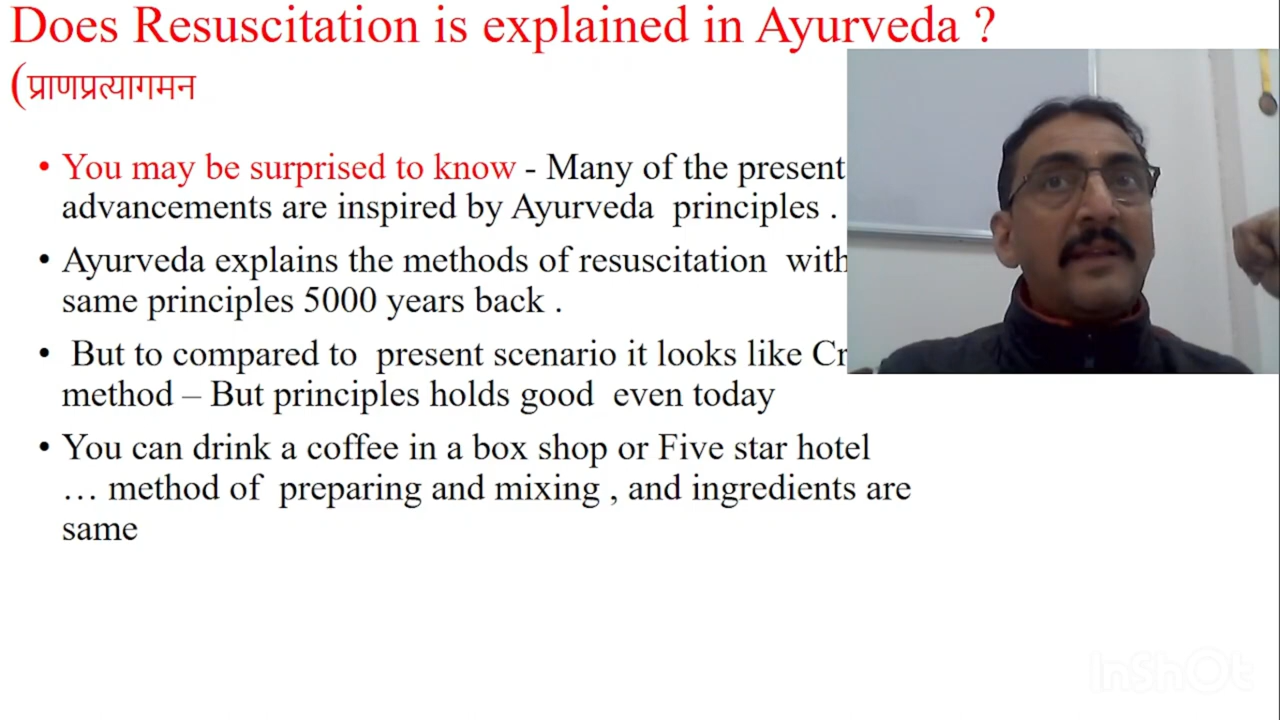 Does Resuscitation is explained in Ayurveda ?
(प्राणप्रत्यागमन
• You may be surprised to know - Many of the present
advancements are inspired by Ayurveda principles .
• Ayurveda explains the methods of resuscitation with
same principles 5000 years back .
• But to compared to present scenario it looks like Cr
method – But principles holds good even today
• You can drink a coffee in a box shop or Five star hotel
… method of preparing and mixing , and ingredients are
same
InShOt